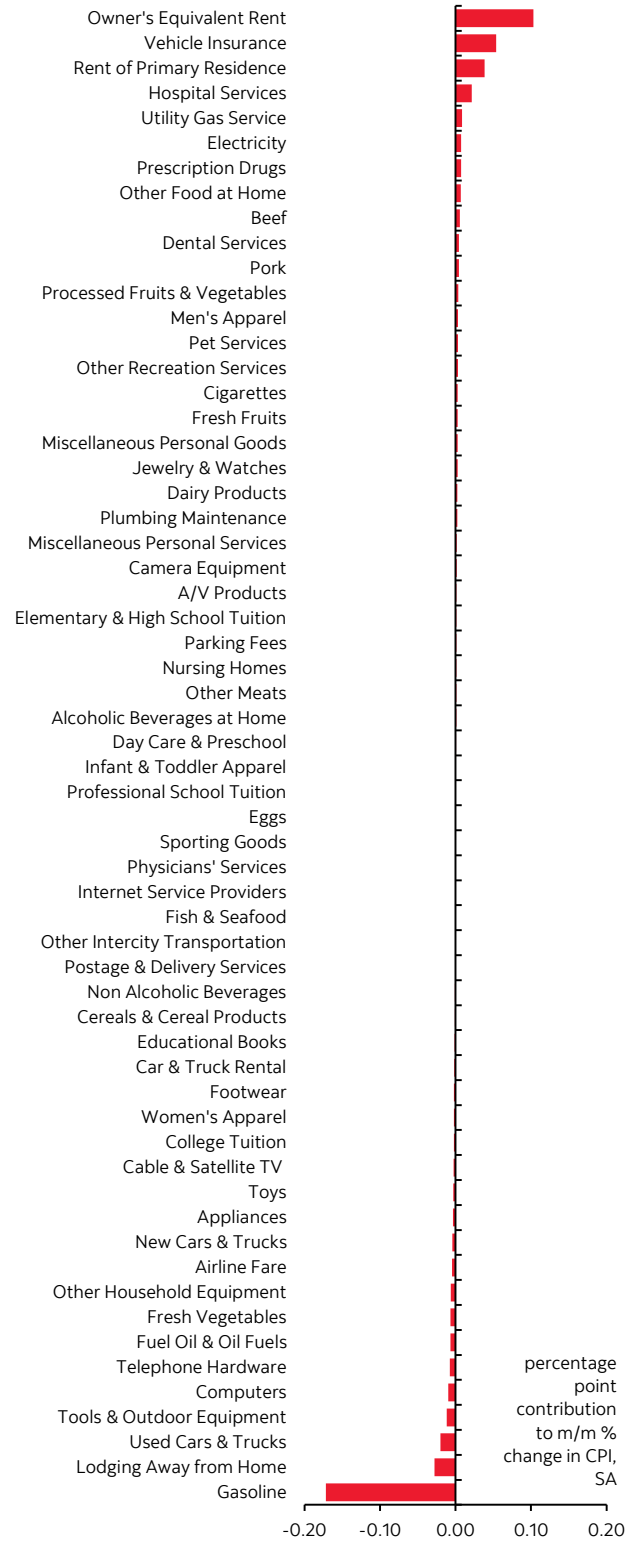 Owner's Equivalent Rent
Vehicle Insurance
Rent of Primary Residence
Hospital Services
Utility Gas Service
Electricity
Prescription Drugs
Other Food at Home
Beef
Dental Services
Pork
Processed Fruits & Vegetables
Men's Apparel
Pet Services
Other Recreation Services
Cigarettes
Fresh Fruits
Miscellaneous Personal Goods
Jewelry & Watches
Dairy Products
Plumbing Maintenance
Miscellaneous Personal Services
Camera Equipment
A/V Products
Elementary & High School Tuition
Parking Fees
Nursing Homes
Other Meats
Alcoholic Beverages at Home
Day Care & Preschool
Infant & Toddler Apparel
Professional School Tuition
Eggs
Sporting Goods
Physicians' Services
Internet Service Providers
Fish & Seafood
Other Intercity Transportation
Postage & Delivery Services
Non Alcoholic Beverages
Cereals & Cereal Products
Educational Books
Car & Truck Rental
Footwear
Women's Apparel
College Tuition
Cable & Satellite TV
Toys
Appliances
New Cars & Trucks
Airline Fare
Other Household Equipment
Fresh Vegetables
Fuel Oil & Oil Fuels
Telephone Hardware
Computers
Tools & Outdoor Equipment
Used Cars & Trucks
Lodging Away from Home
Gasoline
percentage
point
contribution
to m/m %
change in CPI,
SA
-0.20 -0.10 0.00 0.10 0.20